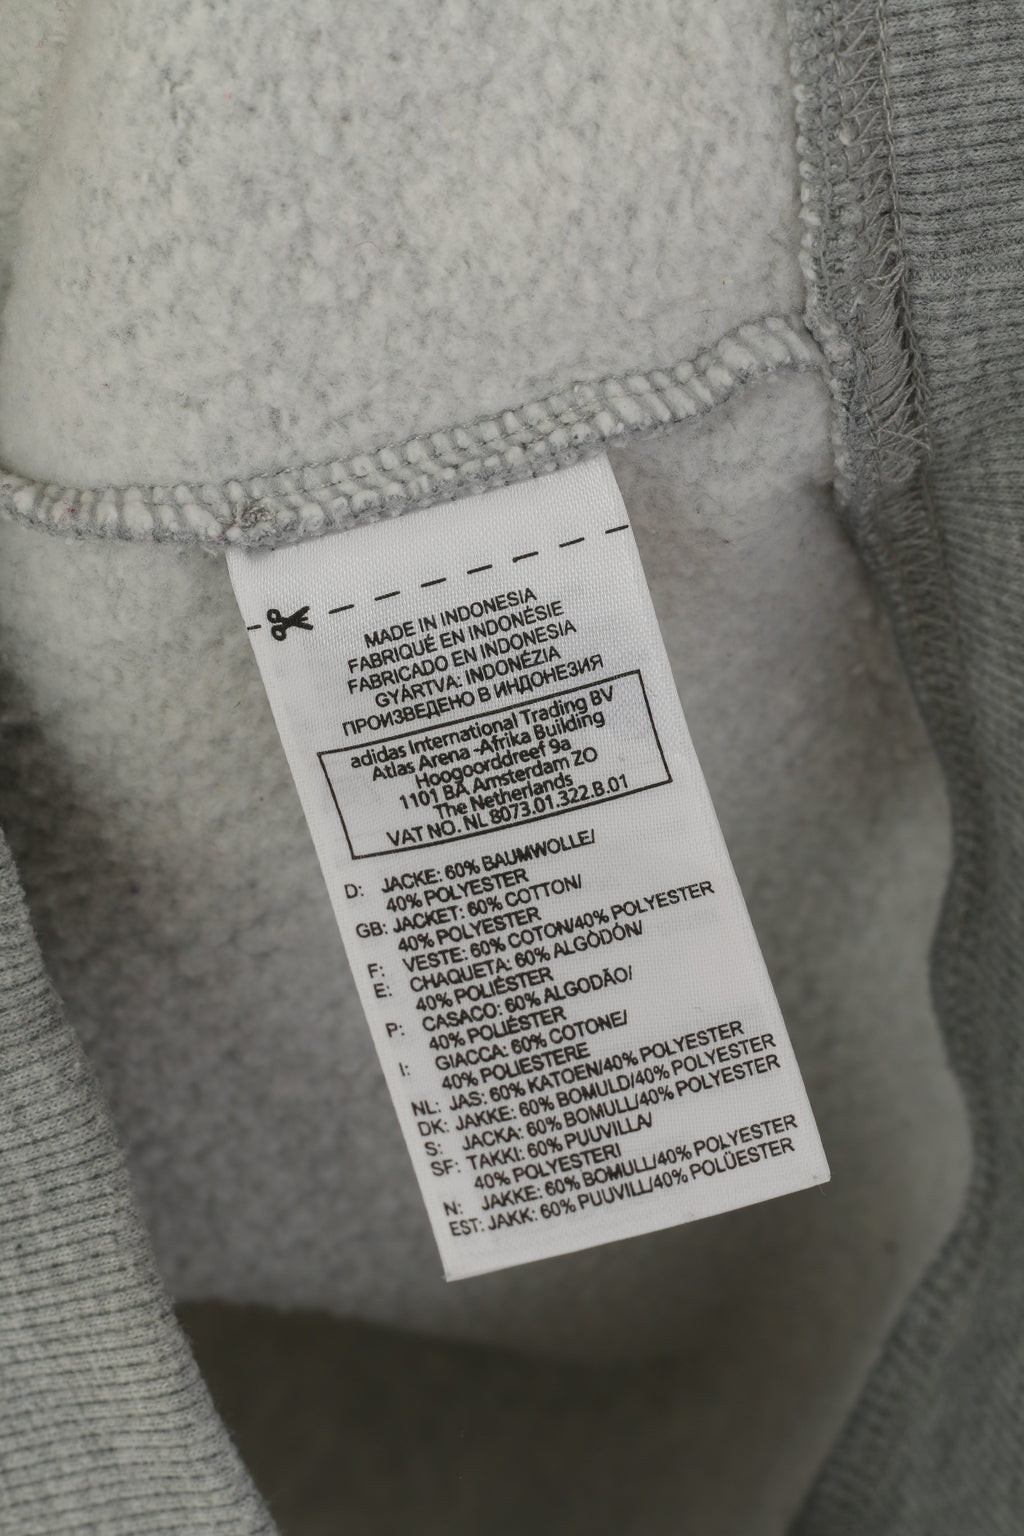 MADE IN INDONESIA
FABRIQUÉ EN INDONÉSIE
FABRICADO EN INDONESIA
GYÁRTVA: INDONÉZIA
ПРОИЗВЕДЕНО В ИНДОНЕЗИЯ
adidas International Trading BV
Atlas Arena -Afrika Building
Hoogoorddreef 9a
1101 BA Amsterdam ZO
The Netherlands
VAT NO. NL 8073.01.322.B.01
D: JACKE: 60% BAUMWOLLE/
40% POLYESTER
GB: JACKET: 60% COTTON/
40% POLYESTER
F: VESTE: 60% COTON/40% POLYESTER
E: CHAQUETA: 60% ALGODÓN/
40% POLIÉSTER
P: CASACO: 60% ALGODÃO/
40% POLIÉSTER
I: GIACCA: 60% COTONE/
40% POLIESTERE
NL: JAS: 60% KATOEN/40% POLYESTER
DK: JAKKE: 60% BOMULD/40% POLYESTER
S: JACKA: 60% BOMULL/40% POLYESTER
SF: TAKKI: 60% PUUVILLA/
40% POLYESTERI
N: JAKKE: 60% BOMULL/40% POLYESTER
EST: JAKK: 60% PUUVILL/40% POLÜESTER